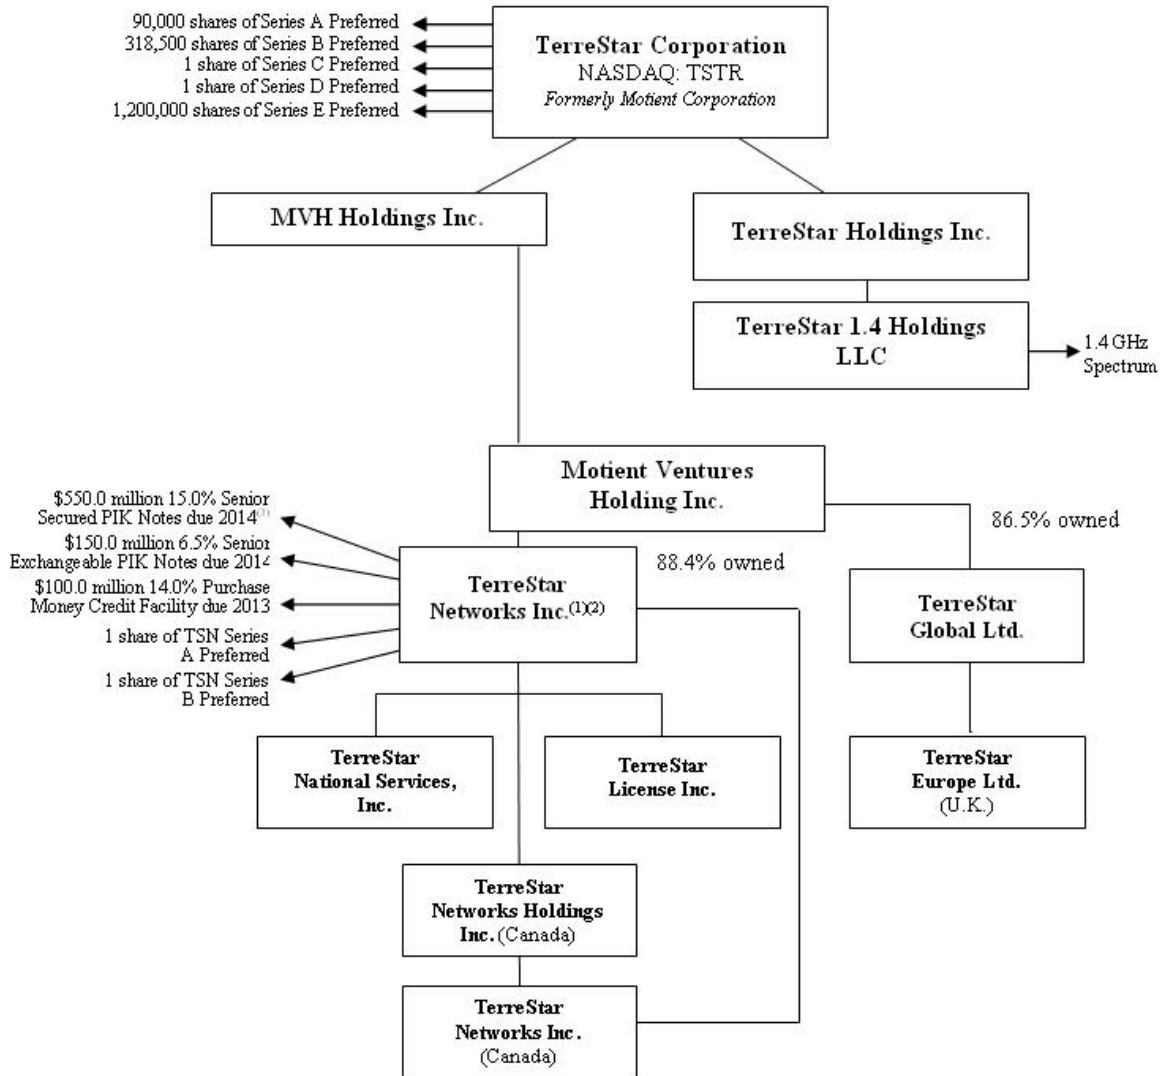 90,000 shares of Series A Preferred
318,500 shares of Series B Preferred
1 share of Series C Preferred
1 share of Series D Preferred
1,200,000 shares of Series E Preferred
TerreStar Corporation
NASDAQ: TSTR
Formerly Motient Corporation
MVH Holdings Inc.
TerreStar Holdings Inc.
TerreStar 1.4 Holdings
LLC
1.4 GHz
Spectrum
Motient Ventures
Holding Inc.
$550.0 million 15.0% Senior
Secured PIK Notes due 2014(3)
$150.0 million 6.5% Senior
Exchangeable PIK Notes due 2014
$100.0 million 14.0% Purchase
Money Credit Facility due 2013
1 share of TSN Series
A Preferred
1 share of TSN Series
B Preferred
TerreStar
Networks Inc.(1)(2)
88.4% owned
86.5% owned
TerreStar
Global Ltd.
TerreStar
National Services,
Inc.
TerreStar
License Inc.
TerreStar
Europe Ltd.
(U.K.)
TerreStar
Networks Holdings
Inc. (Canada)
TerreStar
Networks Inc.
(Canada)